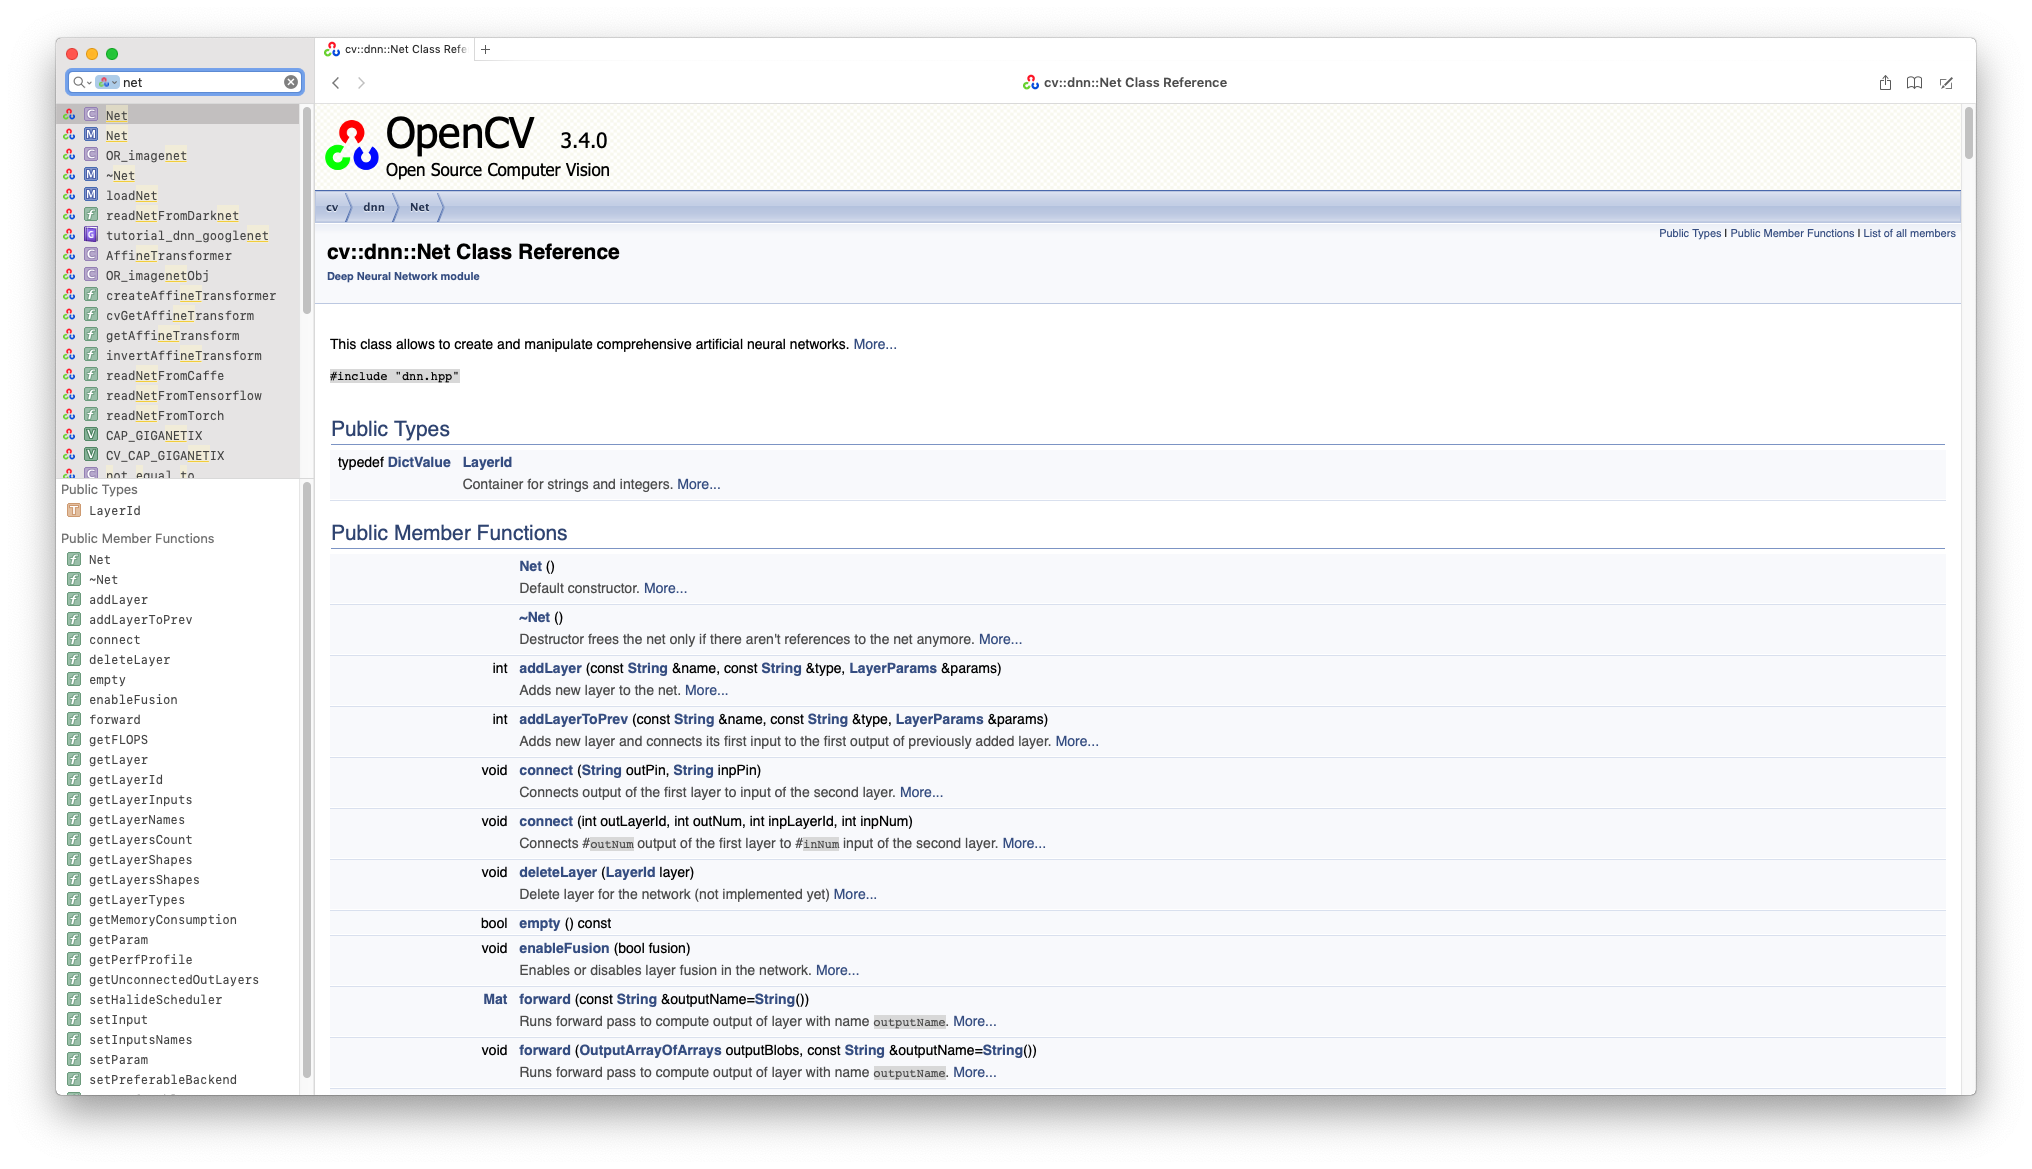 cv::dnn::Net Class Refe
net
cv::dnn::Net Class Reference
C Net
M Net
C OR_imagenet
M ~Net
M loadNet
f readNetFromDarknet
G tutorial_dnn_googlenet
C AffineTransformer
C OR_imagenetObj
f createAffineTransformer
f cvGetAffineTransform
f getAffineTransform
f invertAffineTransform
f readNetFromCaffe
f readNetFromTensorflow
f readNetFromTorch
V CAP_GIGANETIX
V CV_CAP_GIGANETIX
C not_equal_to
Public Types
T LayerId
Public Member Functions
f Net
f ~Net
f addLayer
f addLayerToPrev
f connect
f deleteLayer
f empty
f enableFusion
f forward
f getFLOPS
f getLayer
f getLayerId
f getLayerInputs
f getLayerNames
f getLayersCount
f getLayerShapes
f getLayersShapes
f getLayerTypes
f getMemoryConsumption
f getParam
f getPerfProfile
f getUnconnectedOutLayers
f setHalideScheduler
f setInput
f setInputsNames
f setParam
f setPreferableBackend
OpenCV 3.4.0
Open Source Computer Vision
cv dnn Net
Public Types | Public Member Functions | List of all members
cv::dnn::Net Class Reference
Deep Neural Network module
This class allows to create and manipulate comprehensive artificial neural networks. More...
#include "dnn.hpp"
Public Types
typedef DictValue LayerId
Container for strings and integers. More...
Public Member Functions
Net ()
Default constructor. More...
~Net ()
Destructor frees the net only if there aren't references to the net anymore. More...
int addLayer (const String &name, const String &type, LayerParams &params)
Adds new layer to the net. More...
int addLayerToPrev (const String &name, const String &type, LayerParams &params)
Adds new layer and connects its first input to the first output of previously added layer. More...
void connect (String outPin, String inpPin)
Connects output of the first layer to input of the second layer. More...
void connect (int outLayerId, int outNum, int inpLayerId, int inpNum)
Connects #outNum output of the first layer to #inNum input of the second layer. More...
void deleteLayer (LayerId layer)
Delete layer for the network (not implemented yet) More...
bool empty () const
void enableFusion (bool fusion)
Enables or disables layer fusion in the network. More...
Mat forward (const String &outputName=String())
Runs forward pass to compute output of layer with name outputName. More...
void forward (OutputArrayOfArrays outputBlobs, const String &outputName=String())
Runs forward pass to compute output of layer with name outputName. More...